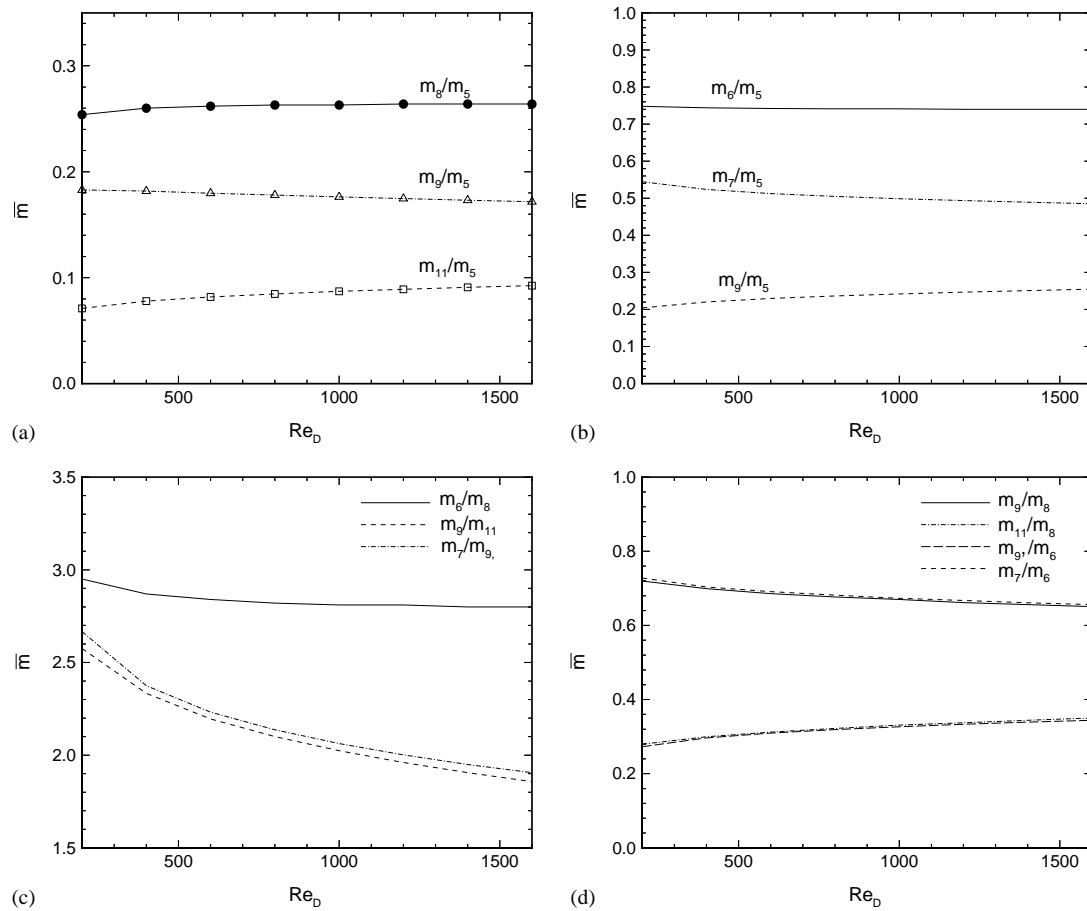 0.3
0.2
0.1
0.0
m̅
m8/m5
m9/m5
m11/m5
500 1000 1500
ReD
(a)
1.0
0.9
0.8
0.7
0.6
0.5
0.4
0.3
0.2
0.1
0.0
m̅
m6/m5
m7/m5
m9/m5
500 1000 1500
ReD
(b)
3.5
3.0
2.5
2.0
1.5
m̅
m6/m8
m9/m11
m7/m9,
500 1000 1500
ReD
(c)
1.0
0.8
0.6
0.4
0.2
0.0
m̅
m9/m8
m11/m8
m9,/m6
m7/m6
500 1000 1500
ReD
(d)